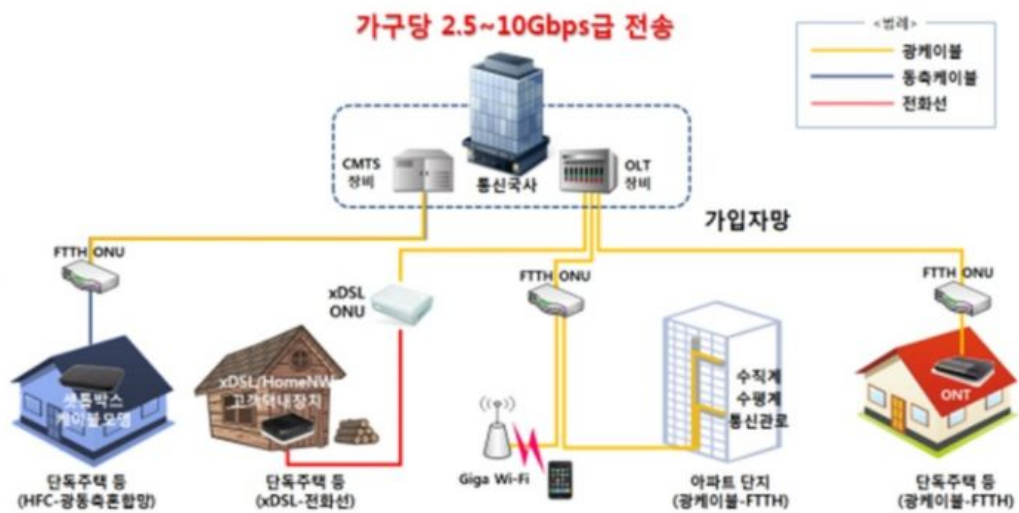 가구당 2.5~10Gbps급 전송
<범례>
광케이블
동축케이블
전화선
CMTS
장비
통신국사
OLT
장비
가입자망
FTTH ONU
xDSL
ONU
FTTH ONU
FTTH ONU
셋톱박스
케이블모뎀
xDSL/HomeNW
고객댁내장치
수직계
수평계
통신관로
ONT
Giga Wi-Fi
단독주택 등
(HFC-광동축혼합망)
단독주택 등
(xDSL-전화선)
아파트 단지
(광케이블-FTTH)
단독주택 등
(광케이블-FTTH)